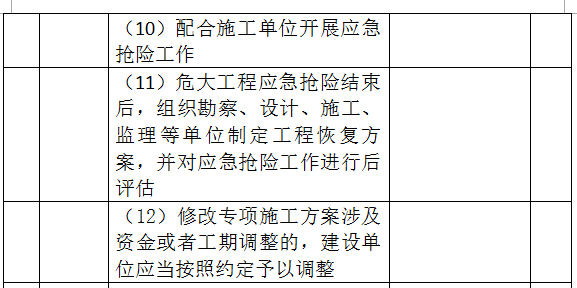 （10）配合施工单位开展应急
抢险工作
（11）危大工程应急抢险结束
后，组织勘察、设计、施工、
监理等单位制定工程恢复方
案，并对应急抢险工作进行后
评估
（12）修改专项施工方案涉及
资金或者工期调整的，建设单
位应当按照约定予以调整